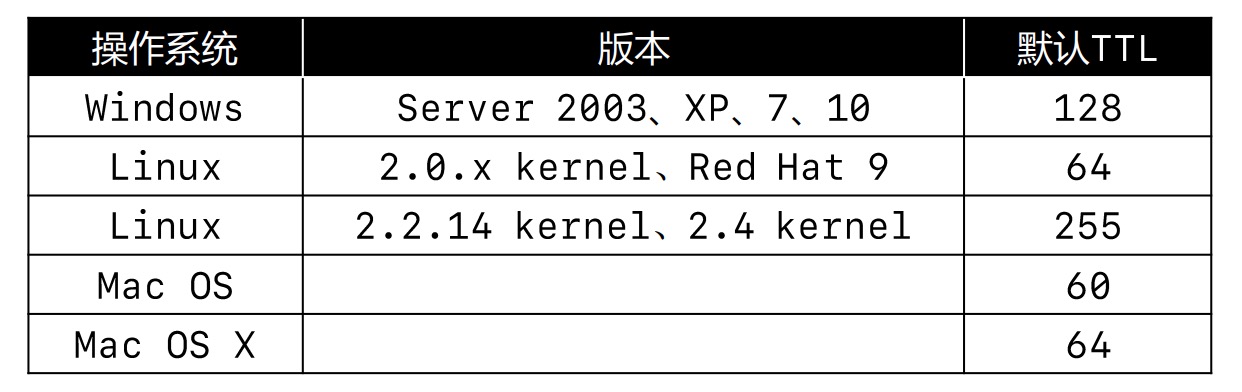 操作系统 版本 默认TTL
Windows Server 2003、XP、7、10 128
Linux 2.0.x kernel、Red Hat 9 64
Linux 2.2.14 kernel、2.4 kernel 255
Mac OS 60
Mac OS X 64